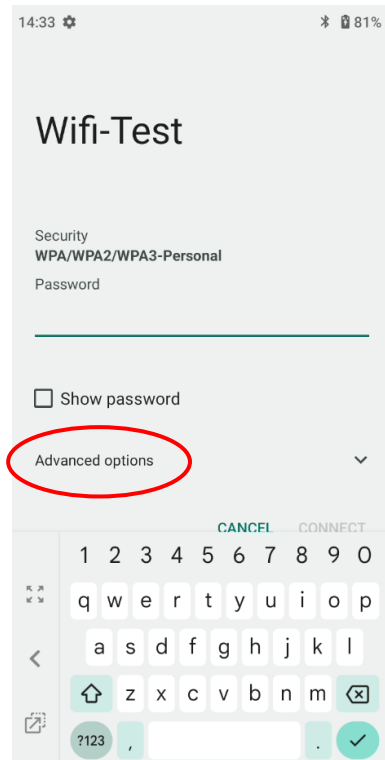 14:33 81%
Wifi-Test
Security
WPA/WPA2/WPA3-Personal
Password
Show password
Advanced options
CANCEL CONNECT
1 2 3 4 5 6 7 8 9 0
q w e r t y u i o p
a s d f g h j k l
z x c v b n m
?123 , .